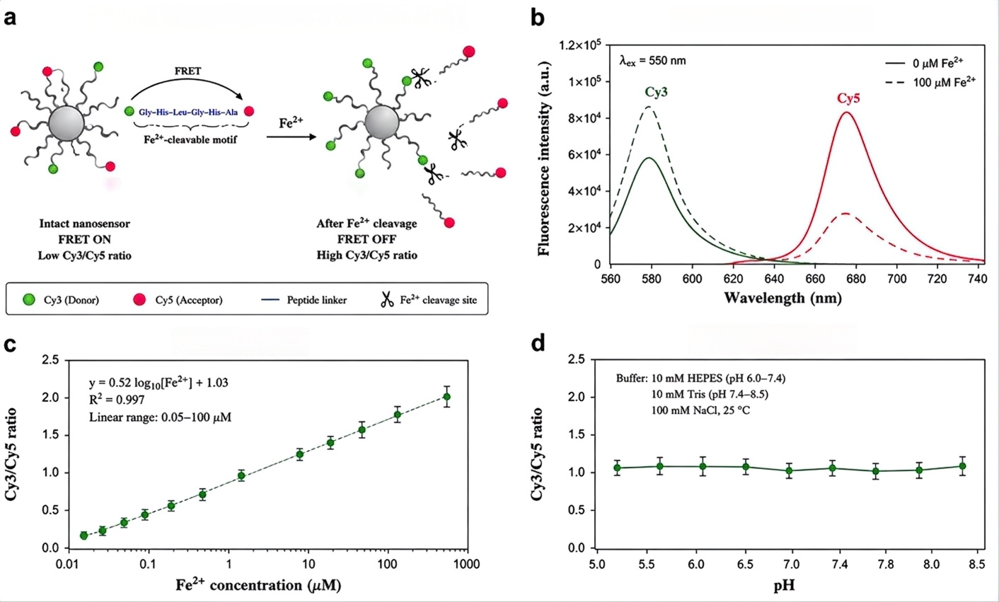 a
FRET
Gly–His–Leu–Gly–His–Ala
Fe²⁺-cleavable motif
Fe²⁺
Intact nanosensor
FRET ON
Low Cy3/Cy5 ratio
After Fe²⁺ cleavage
FRET OFF
High Cy3/Cy5 ratio
Cy3 (Donor)
Cy5 (Acceptor)
Peptide linker
Fe²⁺ cleavage site
b
Fluorescence intensity (a.u.)
1.2×10⁵
1×10⁵
8×10⁴
6×10⁴
4×10⁴
2×10⁴
0
λex = 550 nm
0 μM Fe²⁺
100 μM Fe²⁺
Cy3
Cy5
560 580 600 620 640 660 680 700 720 740
Wavelength (nm)
c
Cy3/Cy5 ratio
2.5
2.0
1.5
1.0
0.5
0.0
y = 0.52 log₁₀[Fe²⁺] + 1.03
R² = 0.997
Linear range: 0.05–100 μM
0.01 0.1 1 10 100 1000
Fe²⁺ concentration (μM)
d
Cy3/Cy5 ratio
2.5
2.0
1.5
1.0
0.5
0.0
Buffer: 10 mM HEPES (pH 6.0–7.4)
10 mM Tris (pH 7.4–8.5)
100 mM NaCl, 25 °C
5.0 5.5 6.0 6.5 7.0 7.4 7.8 8.0 8.5
pH